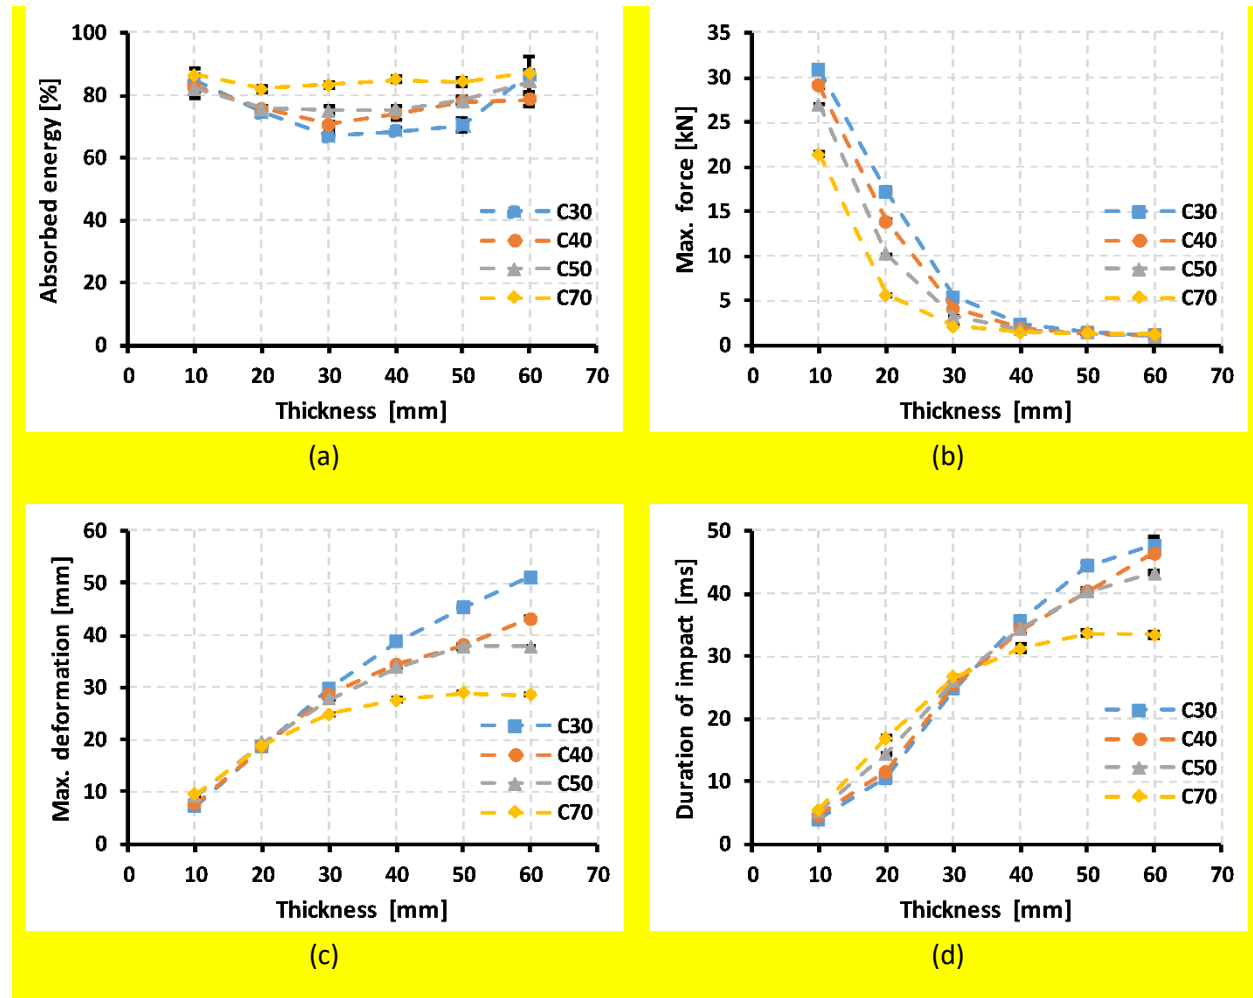 100
80
60
40
20
0
Absorbed energy [%]
C30
C40
C50
C70
0 10 20 30 40 50 60 70
Thickness [mm]
(a)
35
30
25
20
15
10
5
0
Max. force [kN]
C30
C40
C50
C70
0 10 20 30 40 50 60 70
Thickness [mm]
(b)
60
50
40
30
20
10
0
Max. deformation [mm]
C30
C40
C50
C70
0 10 20 30 40 50 60 70
Thickness [mm]
(c)
50
40
30
20
10
0
Duration of impact [ms]
C30
C40
C50
C70
0 10 20 30 40 50 60 70
Thickness [mm]
(d)